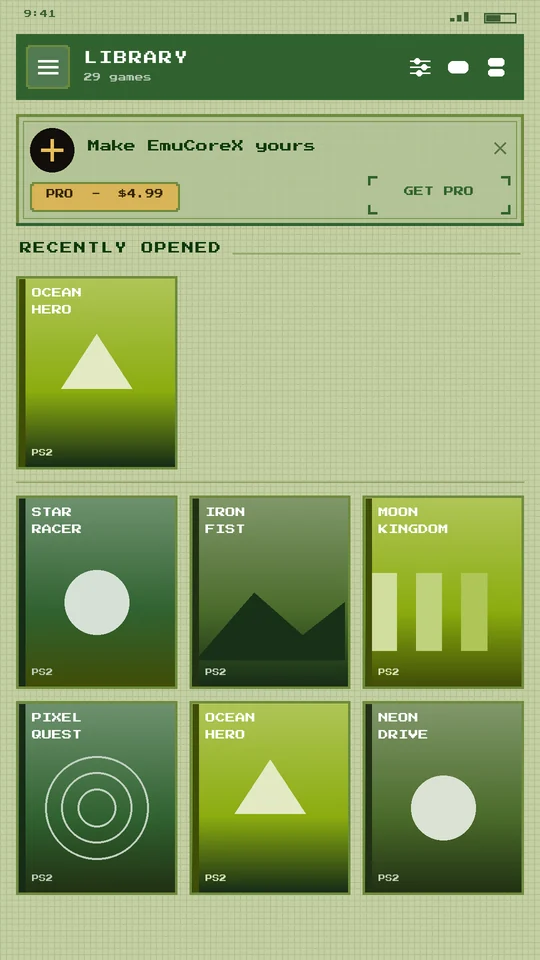 9:41
LIBRARY
29 games
Make EmuCoreX yours
PRO – $4.99
GET PRO
RECENTLY OPENED
OCEAN
HERO
PS2
STAR
RACER
PS2
IRON
FIST
PS2
MOON
KINGDOM
PS2
PIXEL
QUEST
PS2
OCEAN
HERO
PS2
NEON
DRIVE
PS2